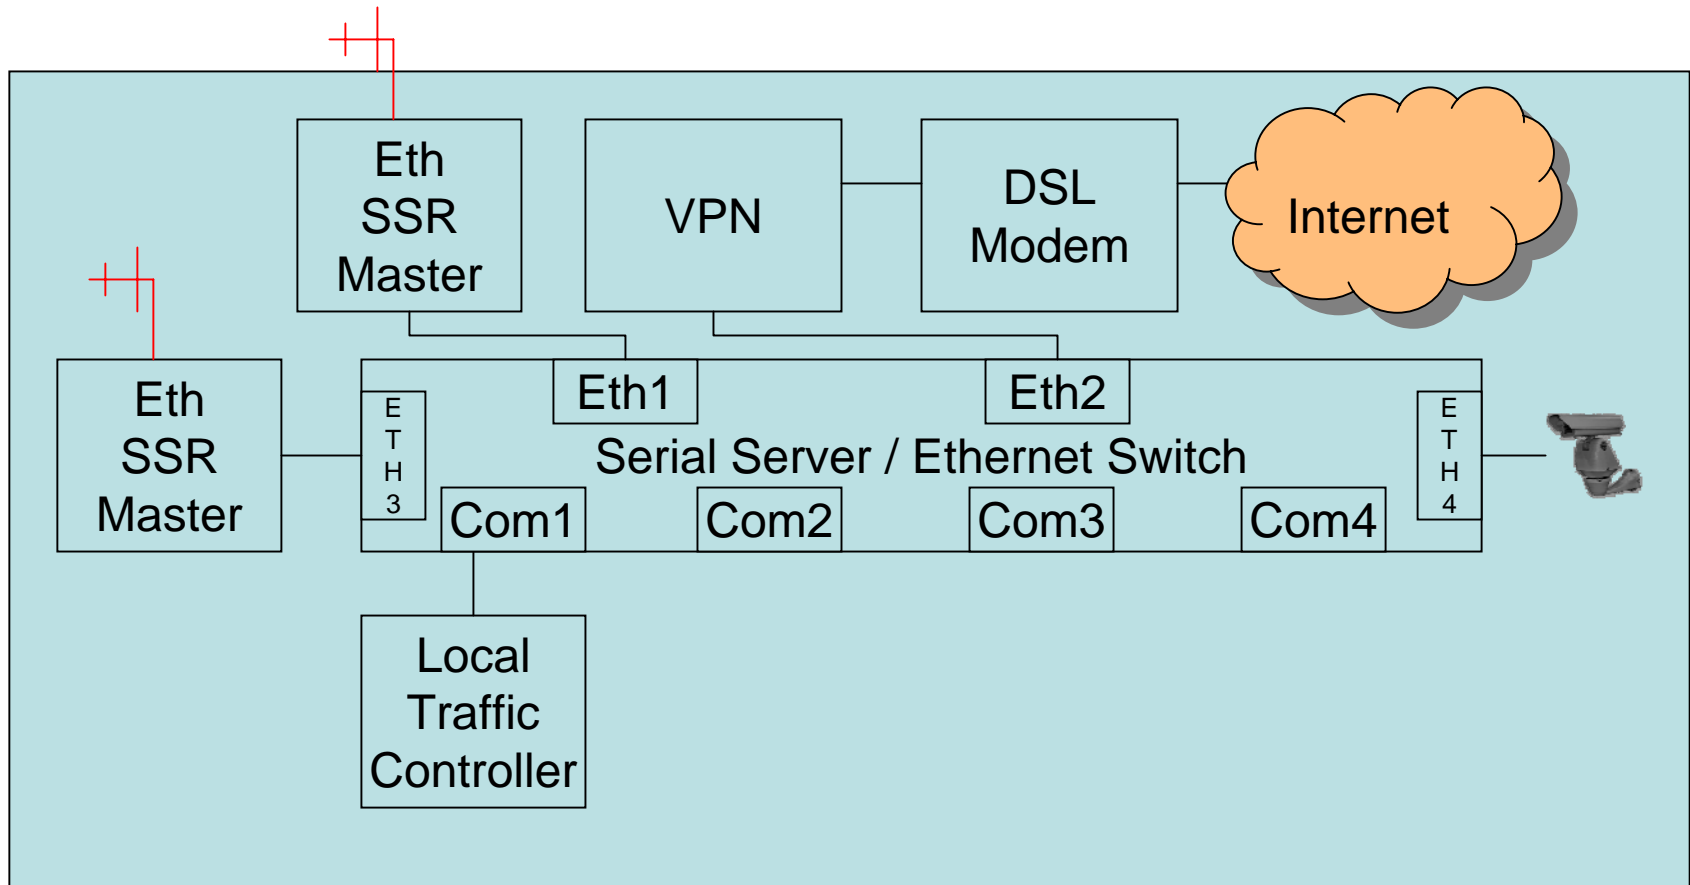 Eth
SSR
Master
VPN
DSL
Modem
Internet
Eth
SSR
Master
E
T
H
3
Eth1
Eth2
E
T
H
4
Serial Server / Ethernet Switch
Com1
Com2
Com3
Com4
Local
Traffic
Controller